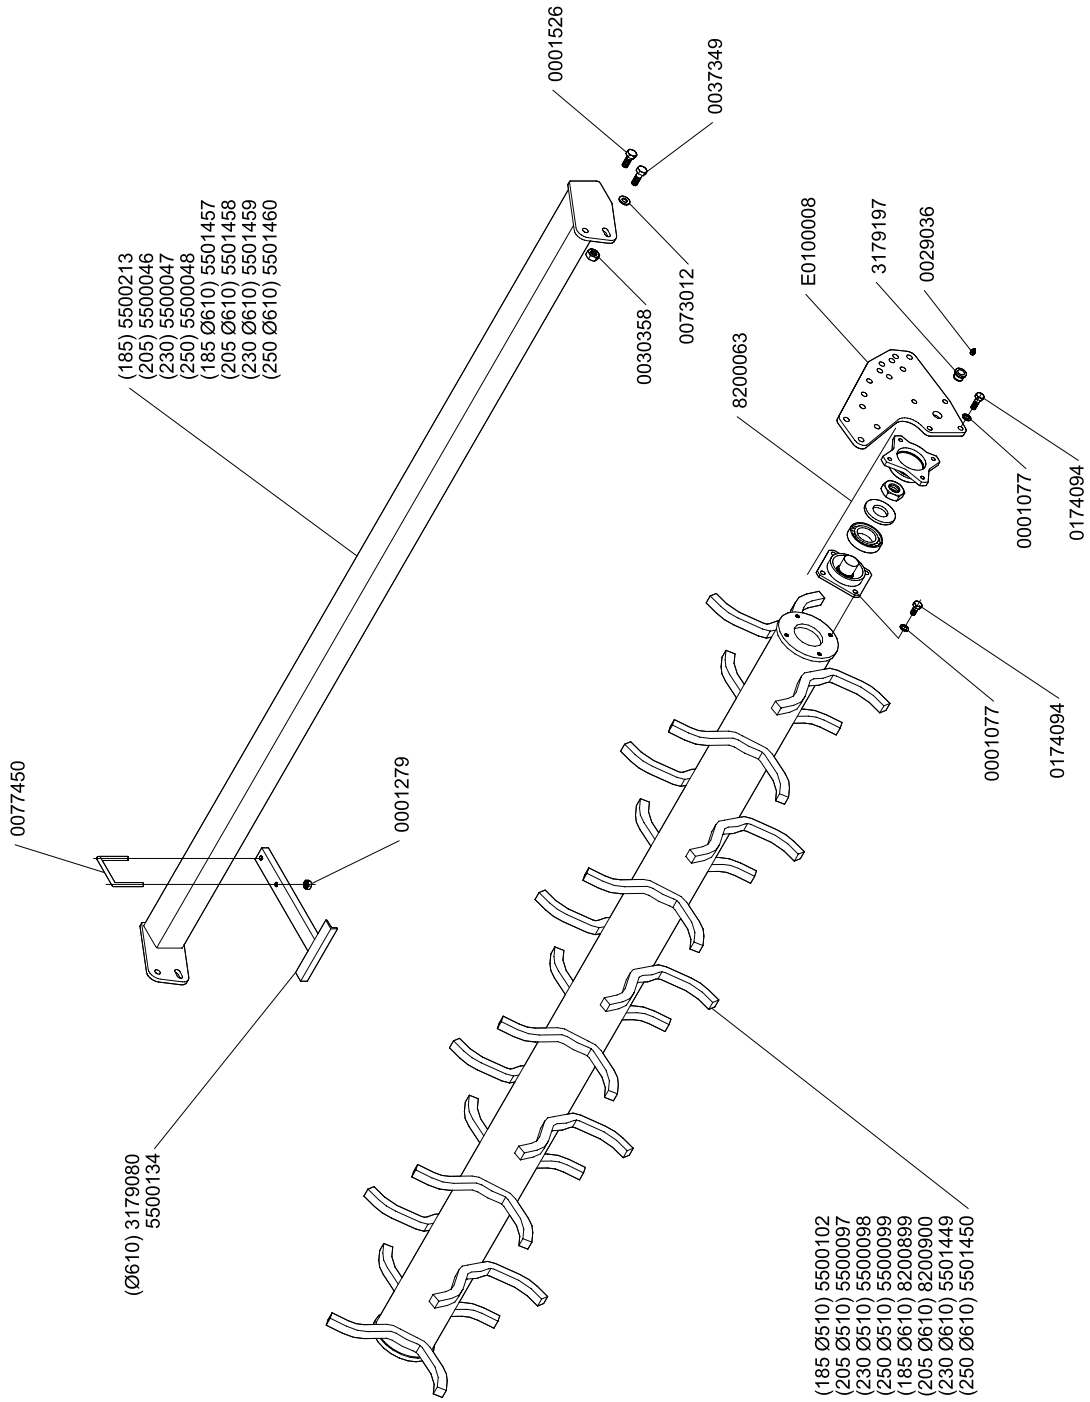 0077450
(Ø610) 3179080
5500134
0001279
(185) 5500213
(205) 5500046
(230) 5500047
(250) 5500048
(185 Ø610) 5501457
(205 Ø610) 5501458
(230 Ø610) 5501459
(250 Ø610) 5501460
0001526
0037349
0030358
0073012
8200063
E0100008
3179197
0029036
0001077
0174094
0001077
0174094
(185 Ø510) 5500102
(205 Ø510) 5500097
(230 Ø510) 5500098
(250 Ø510) 5500099
(185 Ø610) 8200899
(205 Ø610) 8200900
(230 Ø610) 5501449
(250 Ø610) 5501450